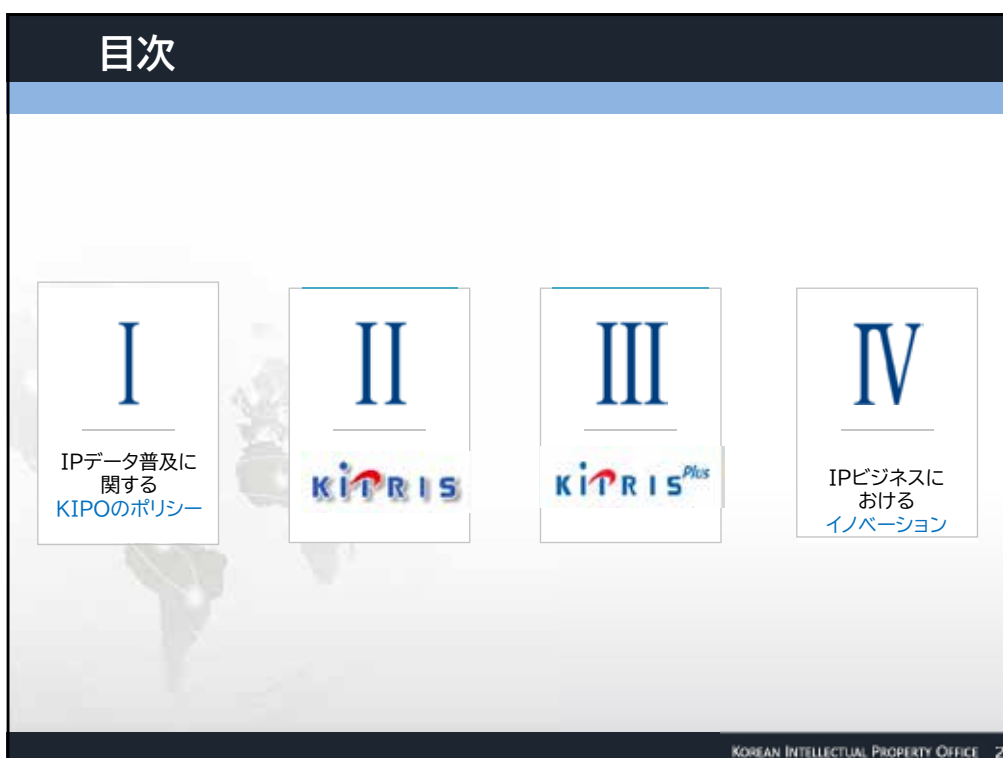 目次
I
IPデータ普及に
関する
KIPOのポリシー
II
KIPRIS
III
KIPRIS Plus
IV
IPビジネスに
おける
イノベーション
KOREAN INTELLECTUAL PROPERTY OFFICE 2